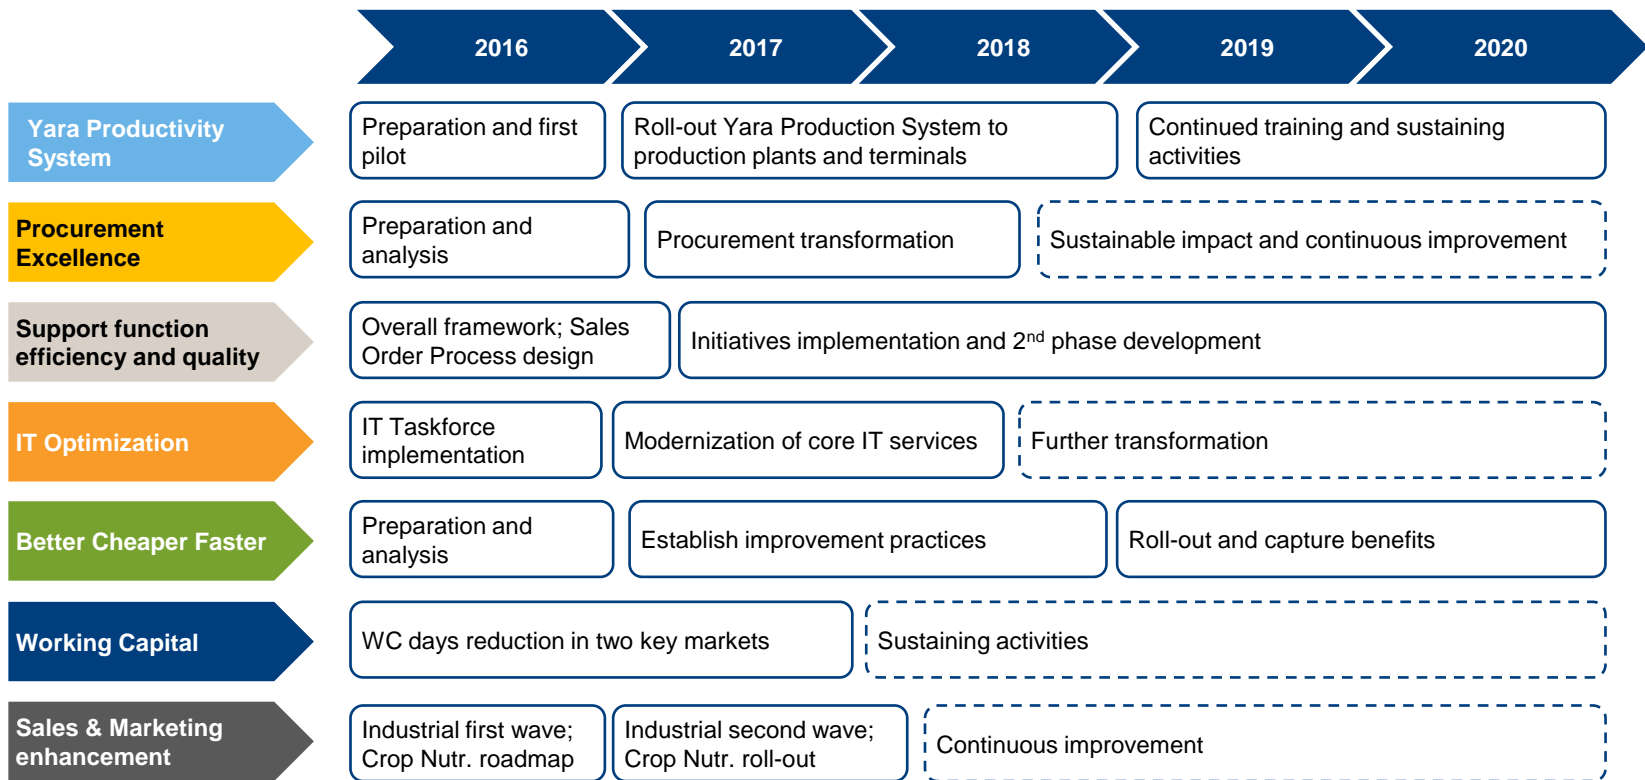 2016
2017
2018
2019
2020
Yara Productivity
System
Preparation and first
pilot
Roll-out Yara Production System to
production plants and terminals
Continued training and sustaining
activities
Procurement
Excellence
Preparation and
analysis
Procurement transformation
Sustainable impact and continuous improvement
Support function
efficiency and quality
Overall framework; Sales
Order Process design
Initiatives implementation and 2nd phase development
IT Optimization
IT Taskforce
implementation
Modernization of core IT services
Further transformation
Better Cheaper Faster
Preparation and
analysis
Establish improvement practices
Roll-out and capture benefits
Working Capital
WC days reduction in two key markets
Sustaining activities
Sales & Marketing
enhancement
Industrial first wave;
Crop Nutr. roadmap
Industrial second wave;
Crop Nutr. roll-out
Continuous improvement